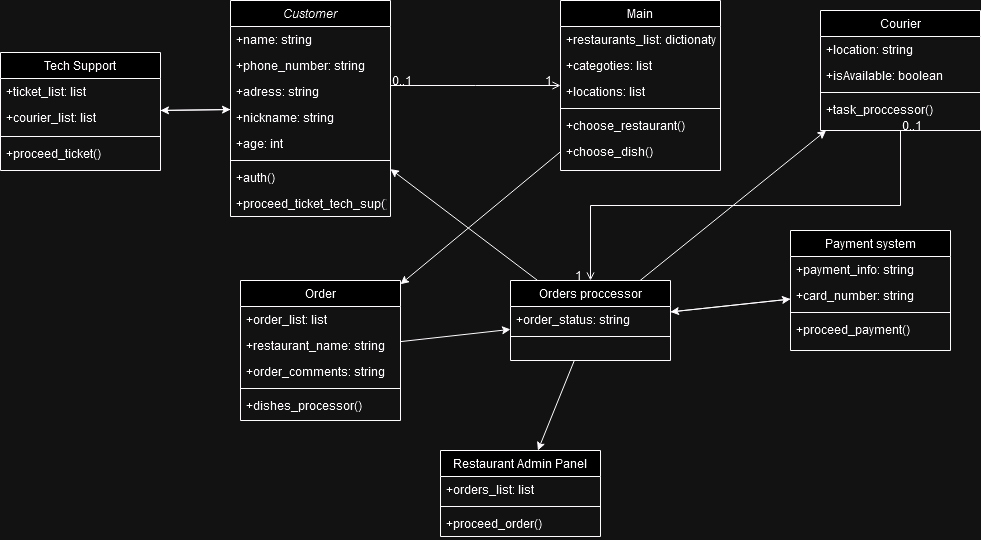 Customer
+name: string
+phone_number: string
+adress: string
+nickname: string
+age: int
+auth()
+proceed_ticket_tech_sup(
Main
+restaurants_list: dictionaty
+categoties: list
+locations: list
+choose_restaurant()
+choose_dish()
Courier
+location: string
+isAvailable: boolean
+task_proccessor()
Tech Support
+ticket_list: list
+courier_list: list
+proceed_ticket()
0..1
1
0..1
1
Payment system
+payment_info: string
+card_number: string
+proceed_payment()
Order
+order_list: list
+restaurant_name: string
+order_comments: string
+dishes_processor()
Orders proccessor
+order_status: string
Restaurant Admin Panel
+orders_list: list
+proceed_order()